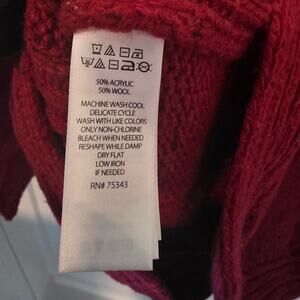 50% ACRYLIC
50% WOOL
MACHINE WASH COOL
DELICATE CYCLE
WASH WITH LIKE COLORS
ONLY NON-CHLORINE
BLEACH WHEN NEEDED
RESHAPE WHILE DAMP
DRY FLAT
LOW IRON
IF NEEDED
RN# 75343